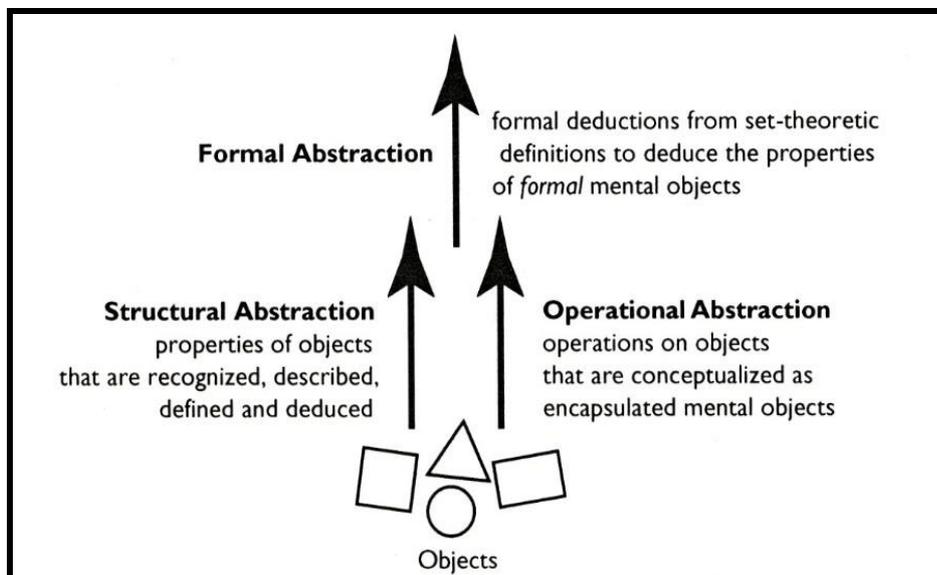 Formal Abstraction
formal deductions from set-theoretic
definitions to deduce the properties
of formal mental objects
Structural Abstraction
properties of objects
that are recognized, described,
defined and deduced
Operational Abstraction
operations on objects
that are conceptualized as
encapsulated mental objects
Objects